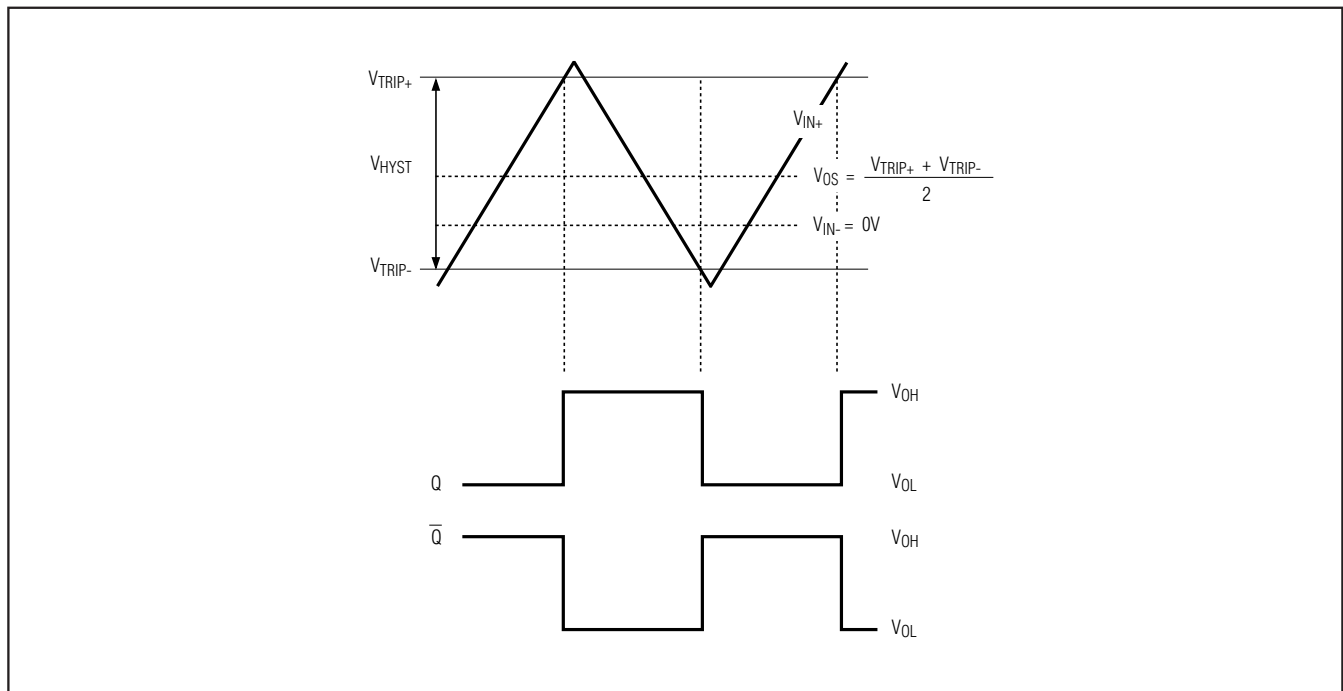 VTRIP+
VIN+
VHYST
VOS = VTRIP+ + VTRIP- / 2
VIN- = 0V
VTRIP-
VOH
Q
VOL
Q̅
VOH
VOL